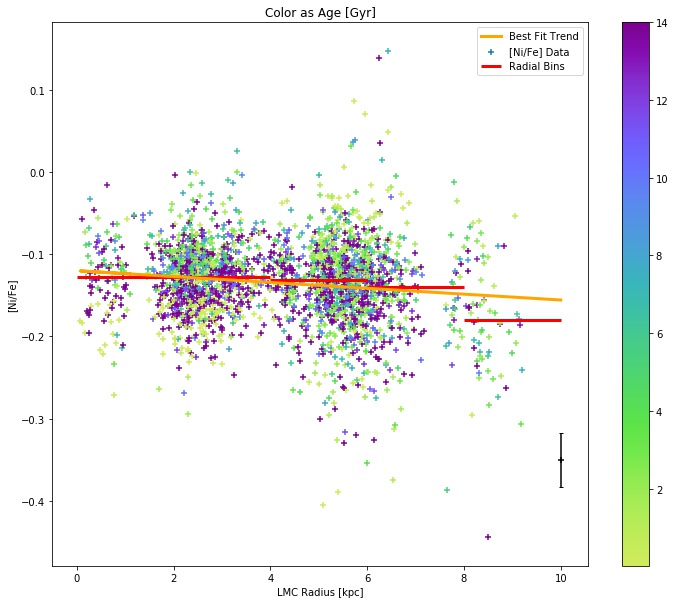 Color as Age [Gyr]
Best Fit Trend
[Ni/Fe] Data
Radial Bins
[Ni/Fe]
0.1
0.0
−0.1
−0.2
−0.3
−0.4
0 2 4 6 8 10
LMC Radius [kpc]
14
12
10
8
6
4
2